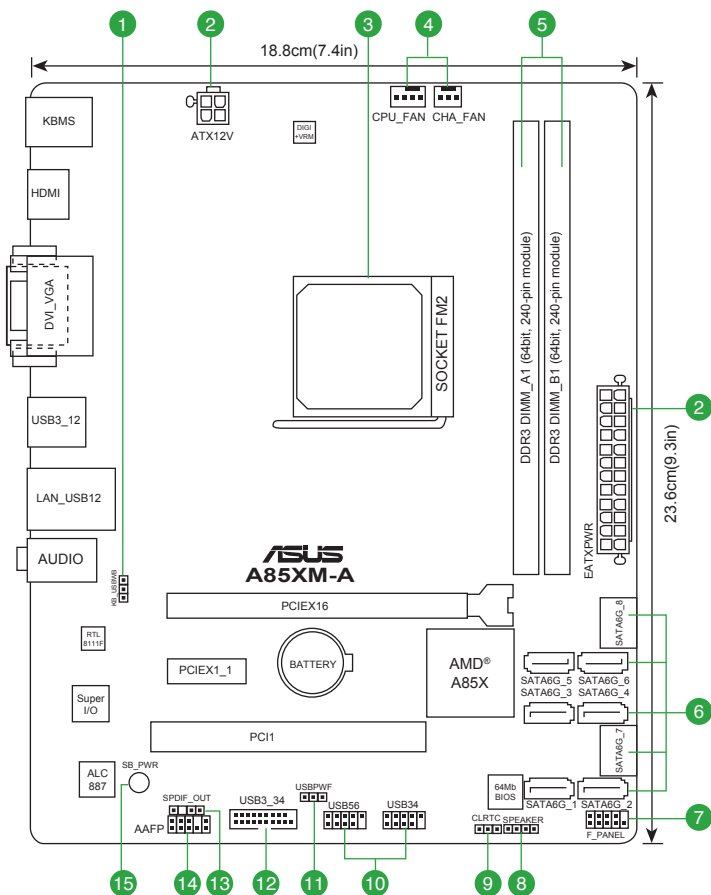 1
2
3
4
5
18.8cm(7.4in)
KBMS
ATX12V
DIGI
+VRM
CPU_FAN
CHA_FAN
HDMI
DVI_VGA
SOCKET FM2
DDR3 DIMM_A1 (64bit, 240-pin module)
DDR3 DIMM_B1 (64bit, 240-pin module)
2
23.6cm(9.3in)
USB3_12
EATXPWR
LAN_USB12
AUDIO
KB_USBWB
ASUS
A85XM-A
PCIEX16
SATA6G_8
RTL
8111F
PCIEX1_1
BATTERY
AMD®
A85X
SATA6G_5
SATA6G_6
SATA6G_3
SATA6G_4
Super
I/O
6
PCI1
SATA6G_7
ALC
887
SB_PWR
64Mb
BIOS
SATA6G_1
SATA6G_2
SPDIF_OUT
AAFP
USB3_34
USBPWF
USB56
USB34
CLRTC
SPEAKER
F_PANEL
7
15
14
13
12
11
10
9
8